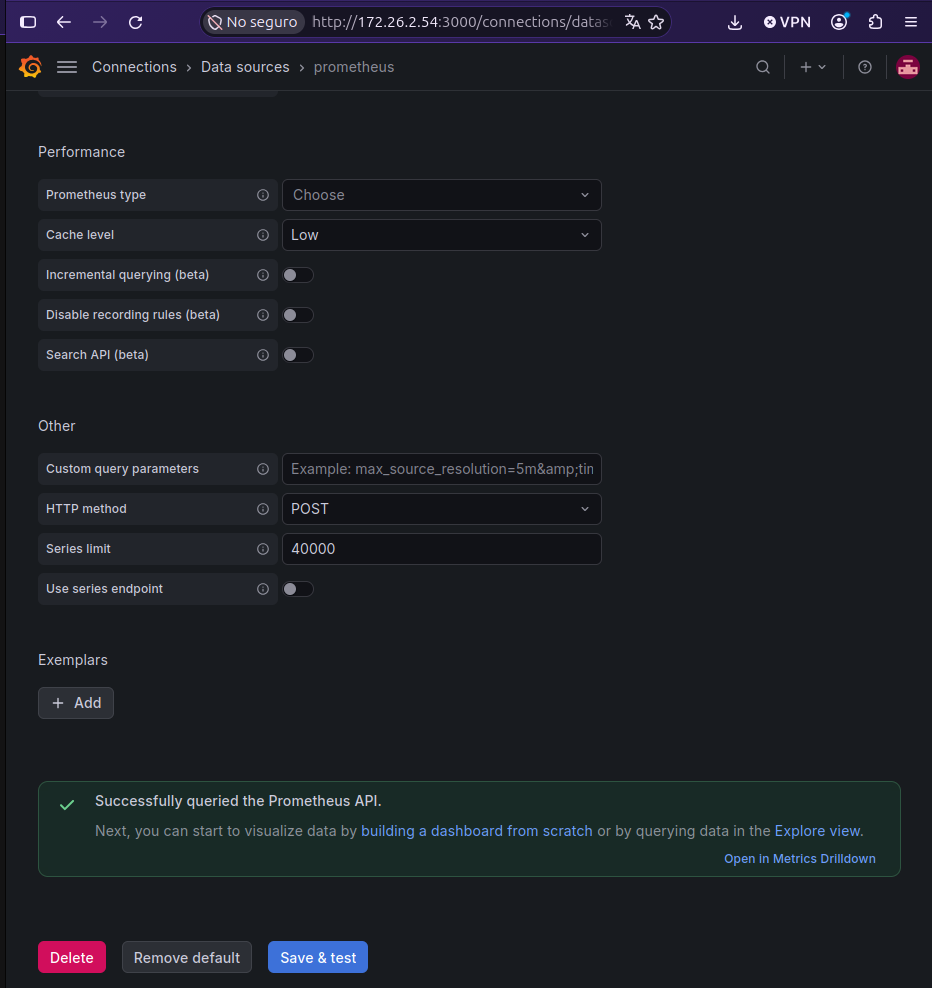 No seguro http://172.26.2.54:3000/connections/datas VPN
Connections › Data sources › prometheus
Performance
Prometheus type Choose
Cache level Low
Incremental querying (beta)
Disable recording rules (beta)
Search API (beta)
Other
Custom query parameters Example: max_source_resolution=5m&amp;tin
HTTP method POST
Series limit 40000
Use series endpoint
Exemplars
+ Add
Successfully queried the Prometheus API.
Next, you can start to visualize data by building a dashboard from scratch or by querying data in the Explore view.
Open in Metrics Drilldown
Delete Remove default Save & test